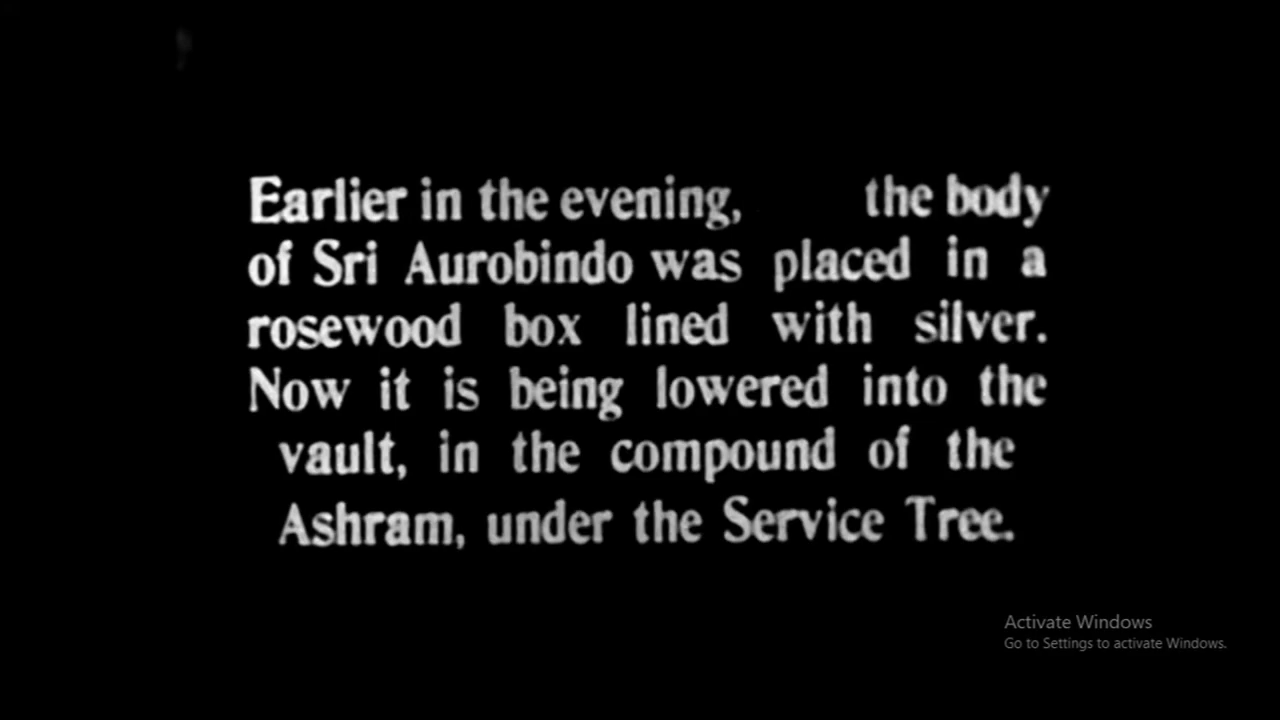 Earlier in the evening, the body
of Sri Aurobindo was placed in a
rosewood box lined with silver.
Now it is being lowered into the
vault, in the compound of the
Ashram, under the Service Tree.
Activate Windows
Go to Settings to activate Windows.